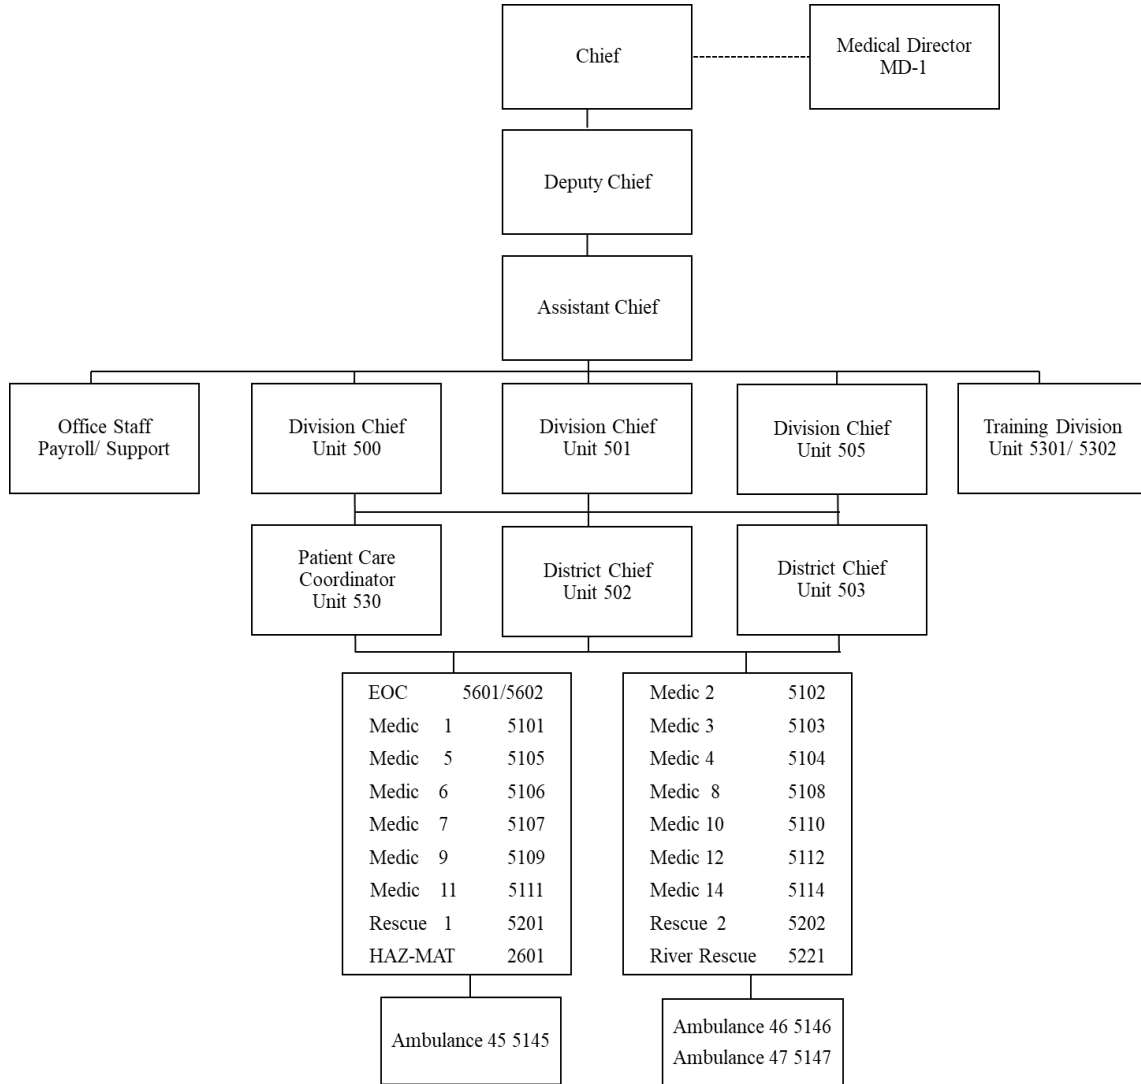 Chief
Medical Director
MD-1
Deputy Chief
Assistant Chief
Office Staff
Payroll/ Support
Division Chief
Unit 500
Division Chief
Unit 501
Division Chief
Unit 505
Training Division
Unit 5301/ 5302
Patient Care
Coordinator
Unit 530
District Chief
Unit 502
District Chief
Unit 503
EOC 5601/5602
Medic 1 5101
Medic 5 5105
Medic 6 5106
Medic 7 5107
Medic 9 5109
Medic 11 5111
Rescue 1 5201
HAZ-MAT 2601
Medic 2 5102
Medic 3 5103
Medic 4 5104
Medic 8 5108
Medic 10 5110
Medic 12 5112
Medic 14 5114
Rescue 2 5202
River Rescue 5221
Ambulance 45 5145
Ambulance 46 5146
Ambulance 47 5147